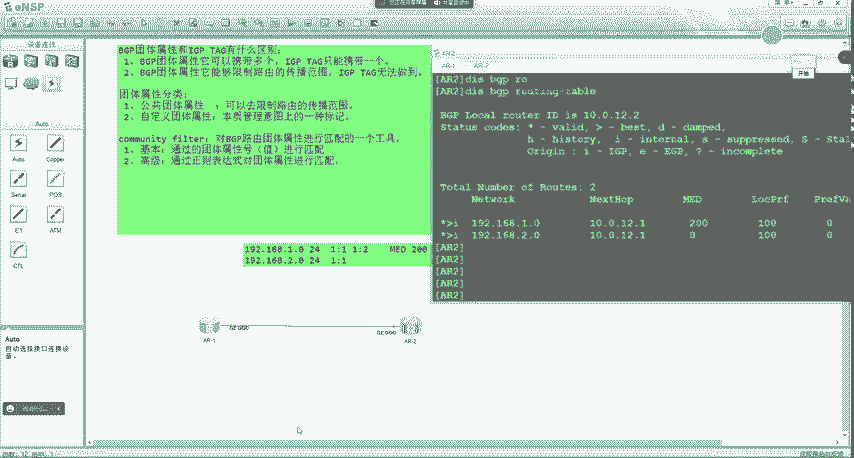 eNSP
设备连线
Auto
Auto
Copper
Serial
POS
E1
ATM
CTL
Auto
自动选择接口连接设备。
BGP团体属性和IGP TAG有什么区别:
1、BGP团体属性它可以携带多个，IGP TAG只能携带一个。
2、BGP团体属性它能够限制路由的传播范围，IGP TAG无法做到。
团体属性分类:
1、公共团体属性 ：可以去限制路由的传播范围。
2、自定义团体属性：本质管理意图上的一种标记。
community filter: 对BGP路由团体属性进行匹配的一个工具。
1、基本：通过的团体属性号（值）进行匹配
2、高级：通过正则表达式对团体属性进行匹配。
192.168.1.0 24 1:1 1:2 MED 200
192.168.2.0 24 1:1
AR-1
AR-2
AR-2
AR-1
AR-2
开始
[AR2]dis bgp ro
[AR2]dis bgp routing-table
BGP Local router ID is 10.0.12.2
Status codes: * - valid, > - best, d - damped,
h - history, i - internal, s - suppressed, S - Stal
Origin : i - IGP, e - EGP, ? - incomplete
Total Number of Routes: 2
Network NextHop MED LocPrf PrefVa
*>i 192.168.1.0 10.0.12.1 200 100 0
*>i 192.168.2.0 10.0.12.1 0 100 0
[AR2]
[AR2]
[AR2]
[AR2]
[AR2]